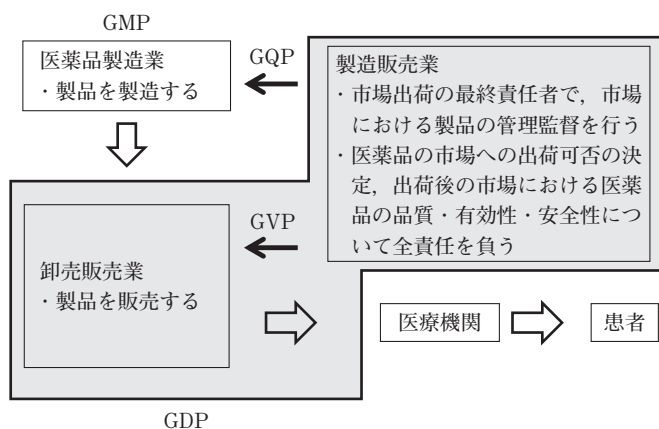 GMP
医薬品製造業
・製品を製造する
GQP
製造販売業
・市場出荷の最終責任者で，市場
における製品の管理監督を行う
・医薬品の市場への出荷可否の決
定，出荷後の市場における医薬
品の品質・有効性・安全性につ
いて全責任を負う
GVP
卸売販売業
・製品を販売する
医療機関
患者
GDP